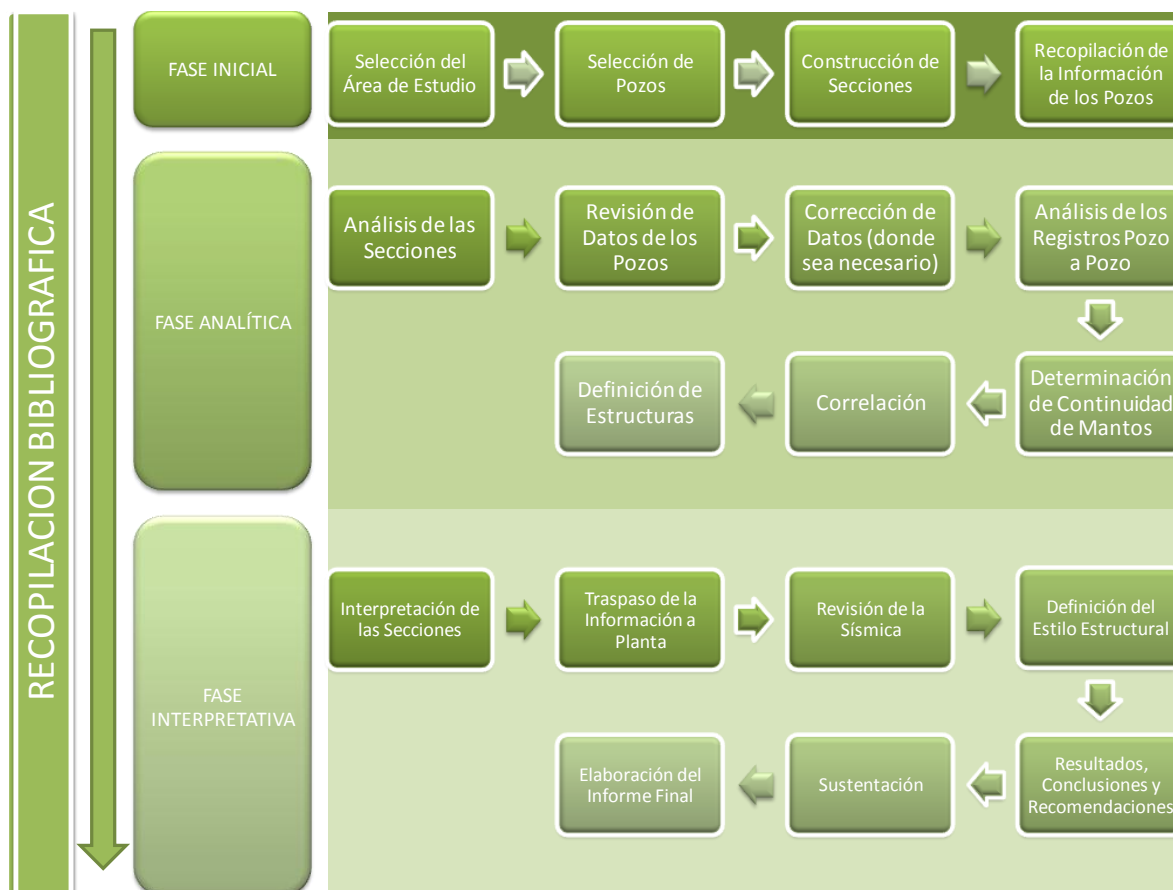 RECOPILACION BIBLIOGRAFICA
FASE INICIAL
Selección del
Área de Estudio
Selección de
Pozos
Construcción de
Secciones
Recopilación de
la Información
de los Pozos
FASE ANALÍTICA
Análisis de las
Secciones
Revisión de
Datos de los
Pozos
Corrección de
Datos (donde
sea necesario)
Análisis de los
Registros Pozo
a Pozo
Determinación
de Continuidad
de Mantos
Correlación
Definición de
Estructuras
FASE
INTERPRETATIVA
Interpretación de
las Secciones
Traspaso de la
Información a
Planta
Revisión de la
Sísmica
Definición del
Estilo Estructural
Resultados,
Conclusiones y
Recomendaciones
Sustentación
Elaboración del
Informe Final